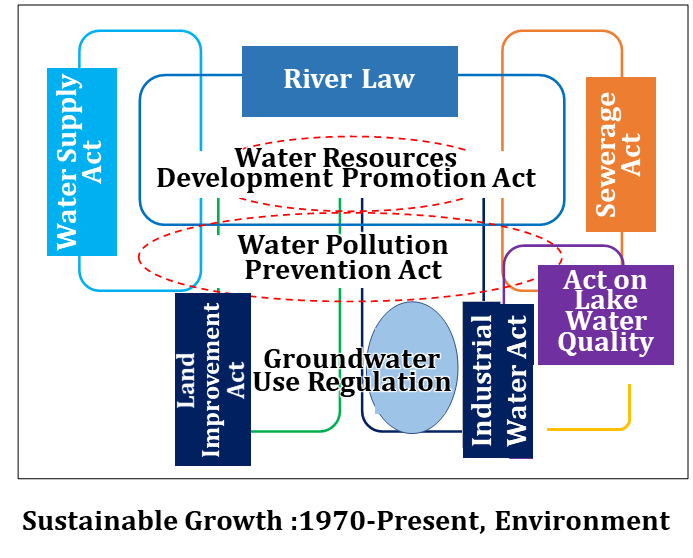 River Law
Water Supply
Act
Sewerage
Act
Water Resources
Development Promotion Act
Water Pollution
Prevention Act
Act on
Lake
Water
Quality
Land
Improvement
Act
Groundwater
Use Regulation
Industrial
Water Act
Sustainable Growth :1970-Present, Environment